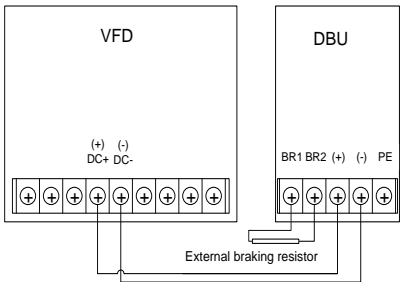 VFD
DBU
(+) (-)
DC+ DC-
BR1 BR2 (+) (-) PE
External braking resistor